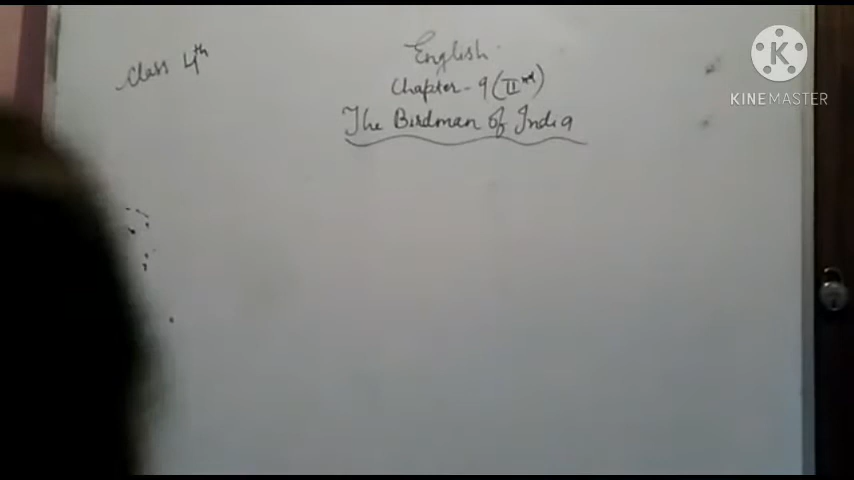 Class 4th
English
Chapter-9 (IInd)
The Birdman of India
K
KINEMASTER